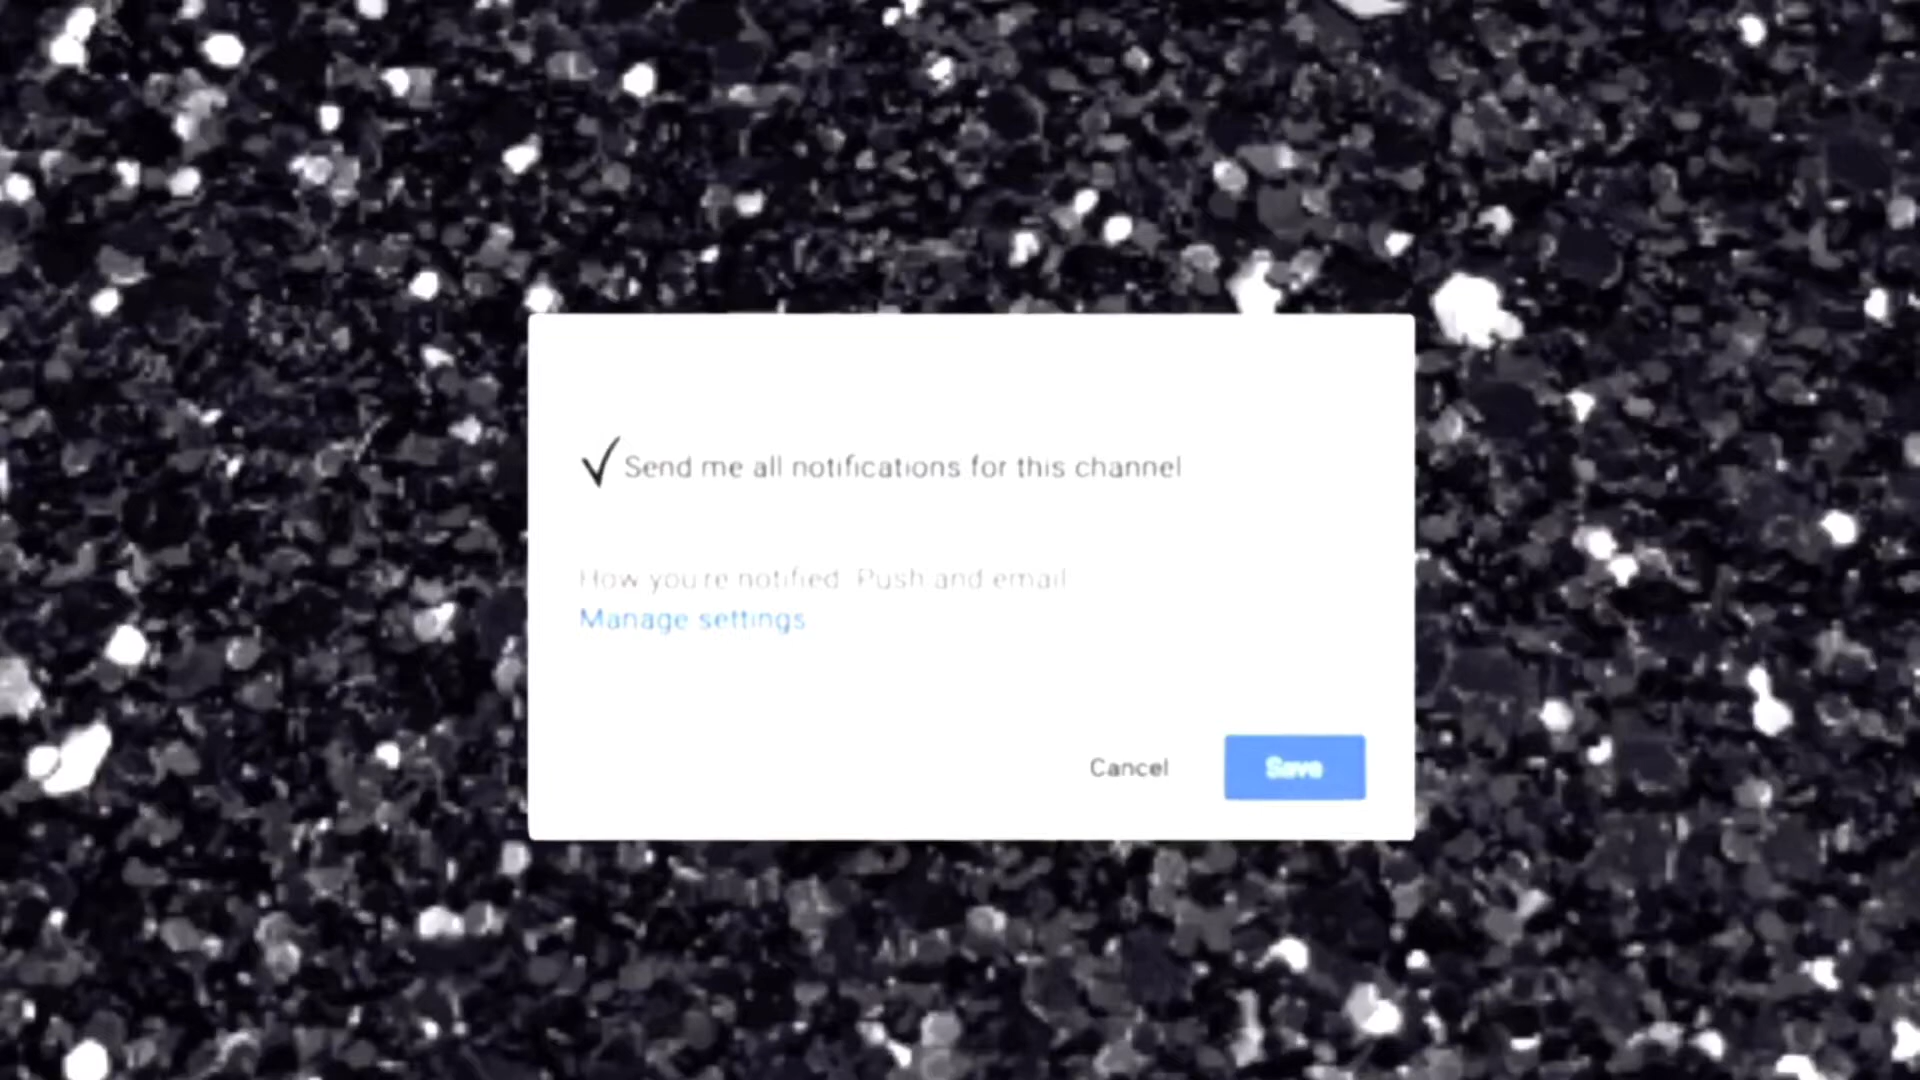 Send me all notifications for this channel
How you're notified: Push and email
Manage settings
Cancel
Save